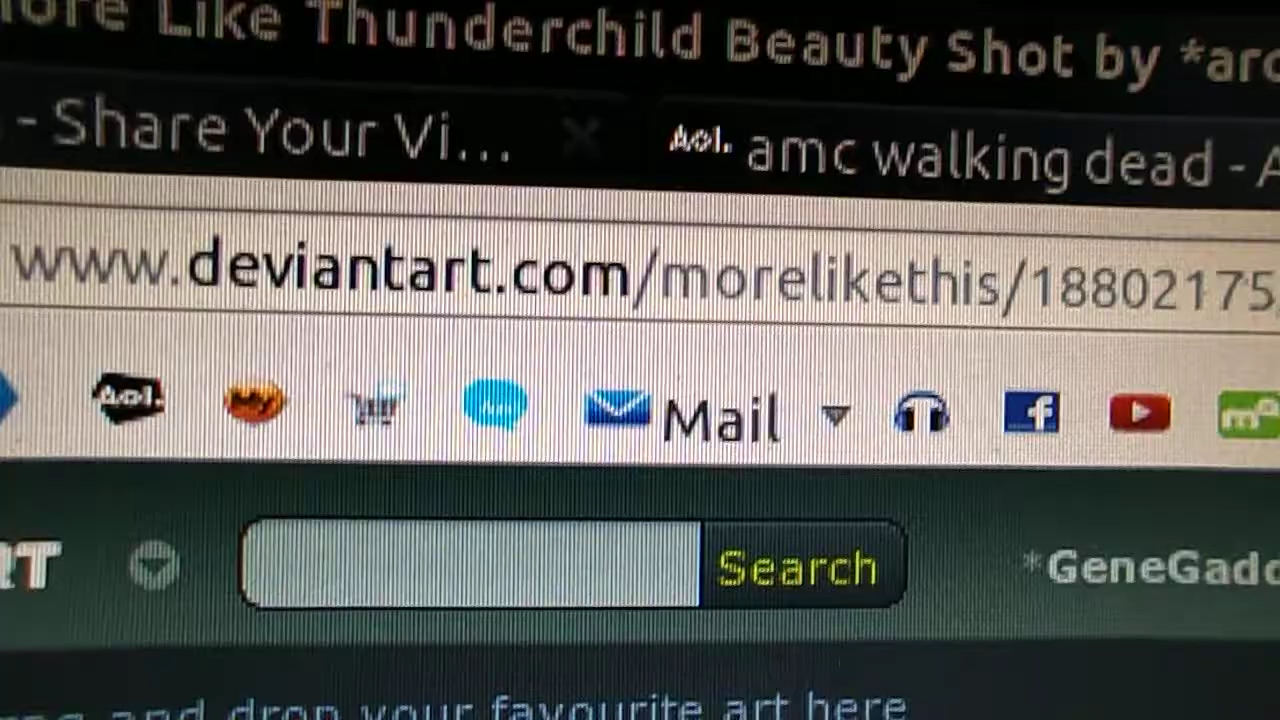 Like Thunderchild Beauty Shot by *arc
- Share Your Vi...
Aol. amc walking dead - A
www.deviantart.com/morelikethis/18802175
Aol. My Mail f
Search
*GeneGado
and drop your favourite art here